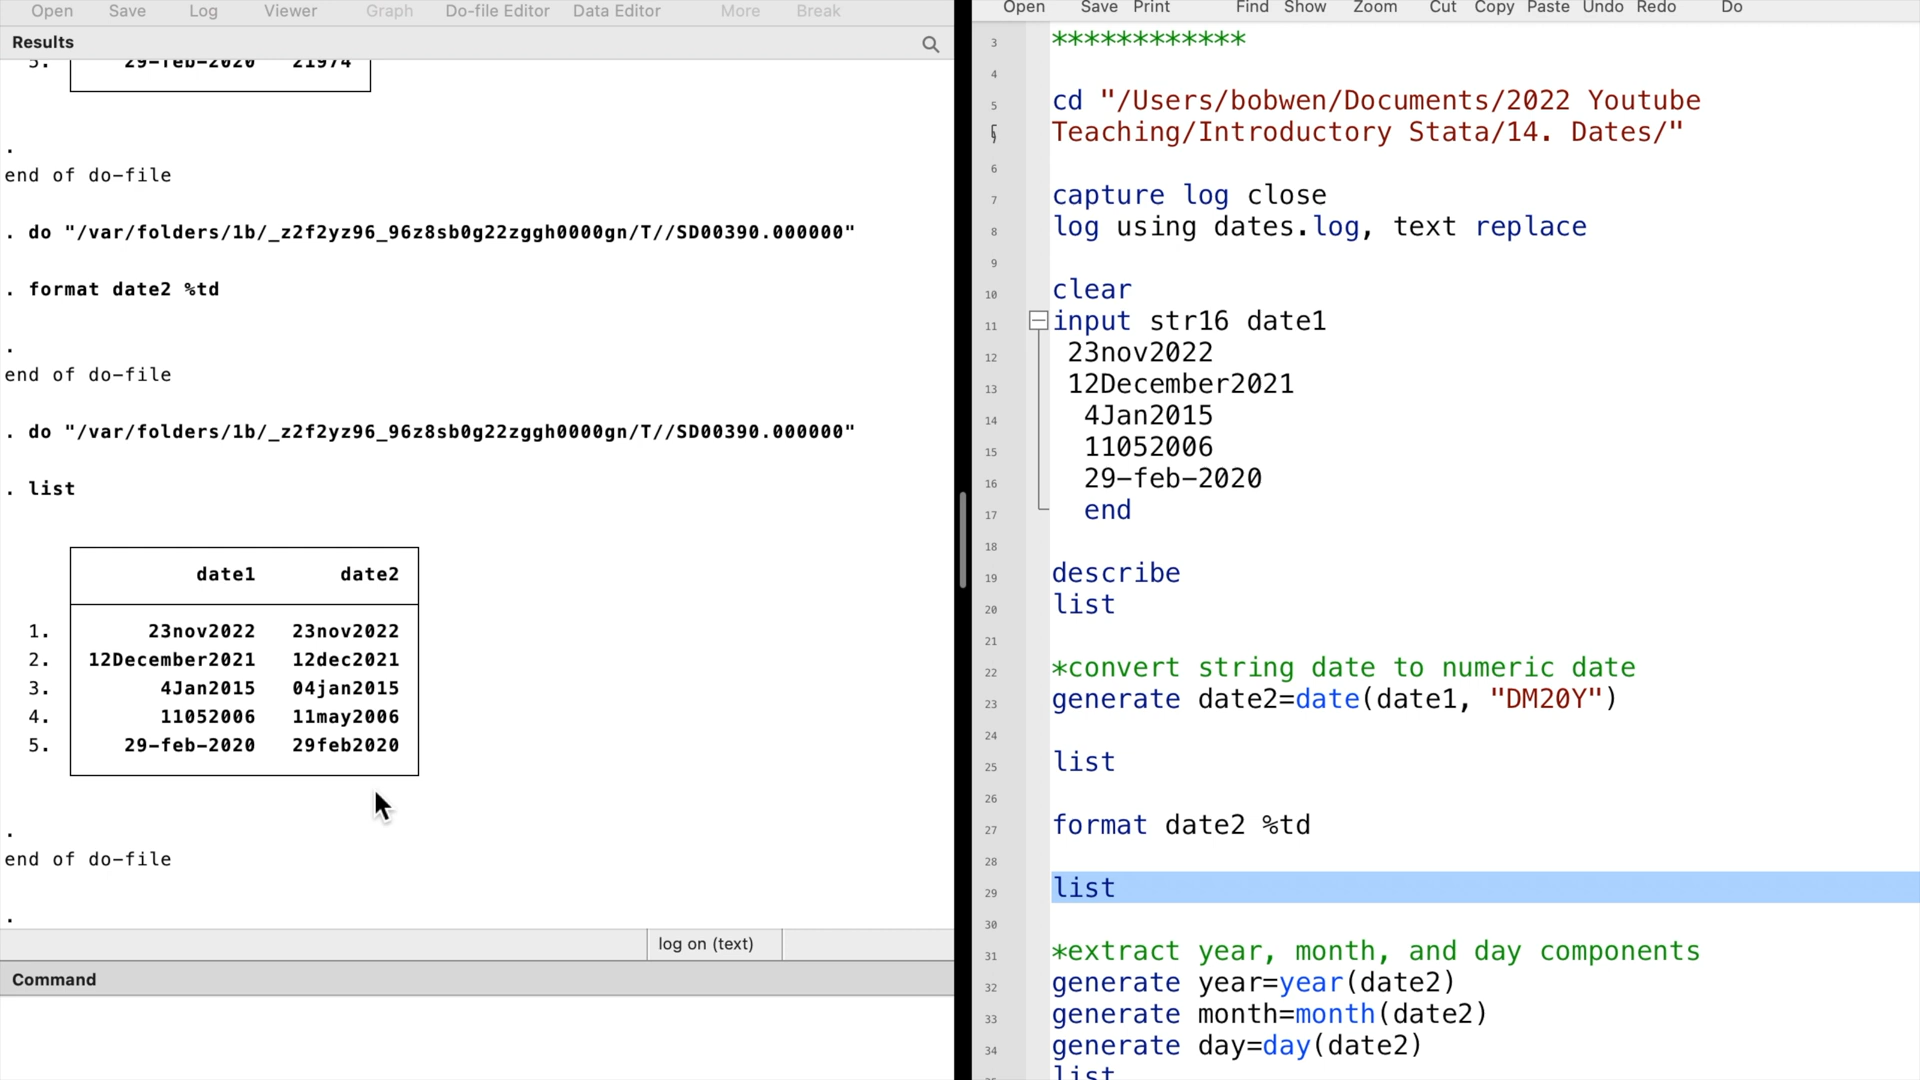 Open Save Log Viewer Graph Do-file Editor Data Editor More Break
Results
5. 29-feb-2020 21974
.
end of do-file
. do "/var/folders/1b/_z2f2yz96_96z8sb0g22zggh0000gn/T//SD00390.000000"
. format date2 %td
.
end of do-file
. do "/var/folders/1b/_z2f2yz96_96z8sb0g22zggh0000gn/T//SD00390.000000"
. list
date1 date2
1. 23nov2022 23nov2022
2. 12December2021 12dec2021
3. 4Jan2015 04jan2015
4. 11052006 11may2006
5. 29-feb-2020 29feb2020
.
end of do-file
.
log on (text)
Command
Open Save Print Find Show Zoom Cut Copy Paste Undo Redo Do
3 ************
4
5 cd "/Users/bobwen/Documents/2022 Youtube
Teaching/Introductory Stata/14. Dates/"
6
7 capture log close
8 log using dates.log, text replace
9
10 clear
11 input str16 date1
12 23nov2022
13 12December2021
14 4Jan2015
15 11052006
16 29-feb-2020
17 end
18
19 describe
20 list
21
22 *convert string date to numeric date
23 generate date2=date(date1, "DM20Y")
24
25 list
26
27 format date2 %td
28
29 list
30
31 *extract year, month, and day components
32 generate year=year(date2)
33 generate month=month(date2)
34 generate day=day(date2)
35 list